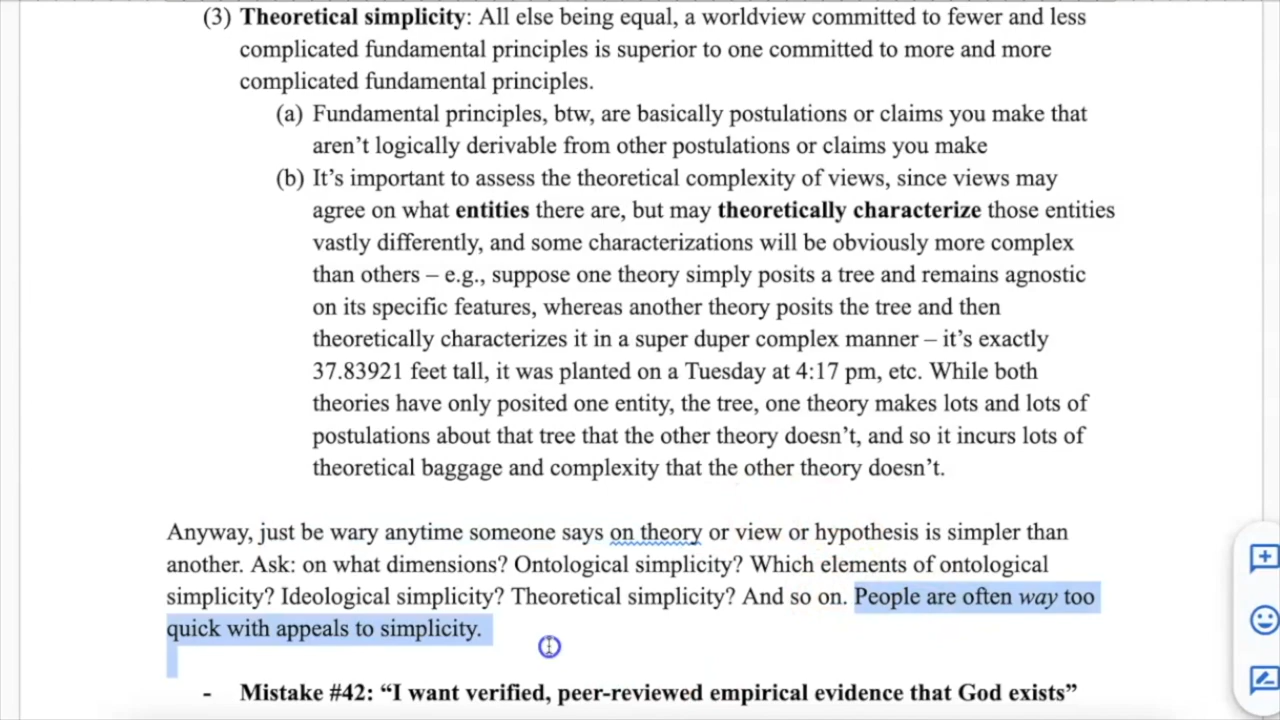 (3) Theoretical simplicity: All else being equal, a worldview committed to fewer and less
complicated fundamental principles is superior to one committed to more and more
complicated fundamental principles.
(a) Fundamental principles, btw, are basically postulations or claims you make that
aren’t logically derivable from other postulations or claims you make
(b) It’s important to assess the theoretical complexity of views, since views may
agree on what entities there are, but may theoretically characterize those entities
vastly differently, and some characterizations will be obviously more complex
than others – e.g., suppose one theory simply posits a tree and remains agnostic
on its specific features, whereas another theory posits the tree and then
theoretically characterizes it in a super duper complex manner – it’s exactly
37.83921 feet tall, it was planted on a Tuesday at 4:17 pm, etc. While both
theories have only posited one entity, the tree, one theory makes lots and lots of
postulations about that tree that the other theory doesn’t, and so it incurs lots of
theoretical baggage and complexity that the other theory doesn’t.
Anyway, just be wary anytime someone says on theory or view or hypothesis is simpler than
another. Ask: on what dimensions? Ontological simplicity? Which elements of ontological
simplicity? Ideological simplicity? Theoretical simplicity? And so on. People are often way too
quick with appeals to simplicity.
- Mistake #42: “I want verified, peer-reviewed empirical evidence that God exists”